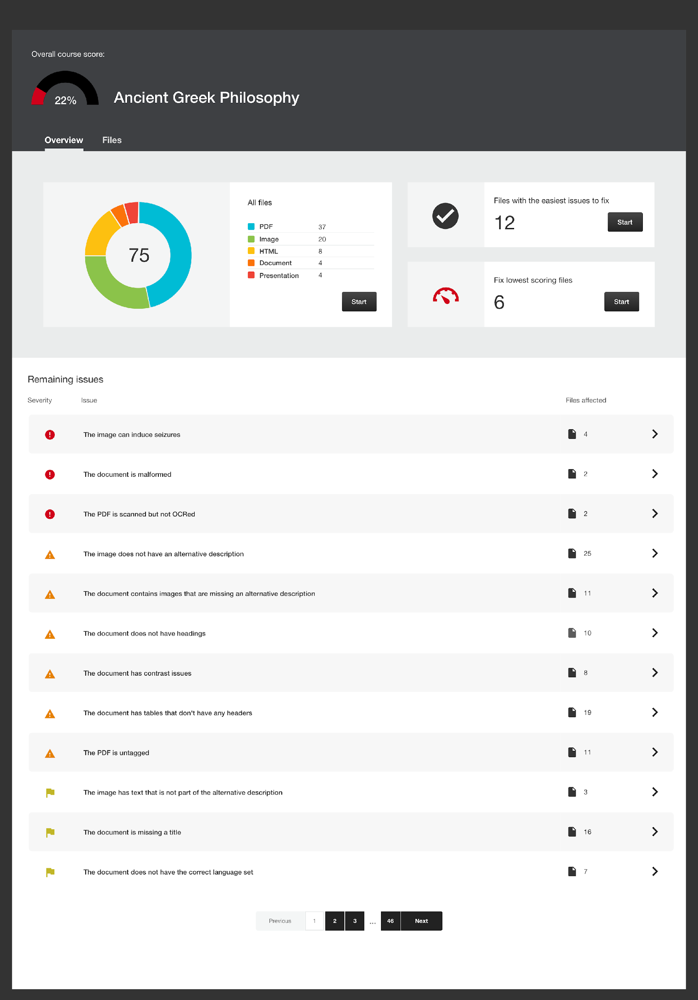 Overall course score:
22%
Ancient Greek Philosophy
Overview Files
75
All files
PDF 37
Image 20
HTML 8
Document 4
Presentation 4
Start
Files with the easiest issues to fix
12
Start
Fix lowest scoring files
6
Start
Remaining issues
Severity Issue Files affected
The image can induce seizures 4
The document is malformed 2
The PDF is scanned but not OCRed 2
The image does not have an alternative description 25
The document contains images that are missing an alternative description 11
The document does not have headings 10
The document has contrast issues 8
The document has tables that don't have any headers 19
The PDF is untagged 11
The image has text that is not part of the alternative description 3
The document is missing a title 16
The document does not have the correct language set 7
Previous 1 2 3 ... 46 Next